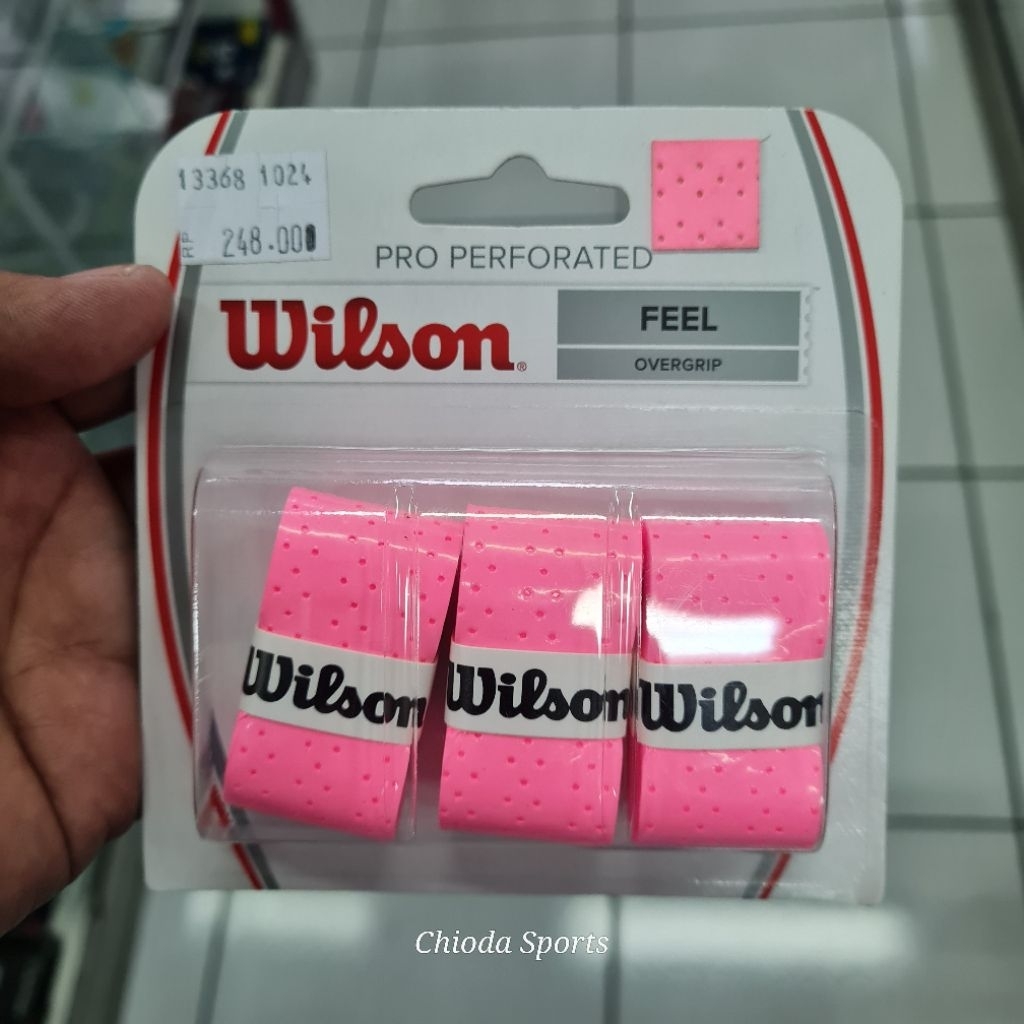 13368 1024
RP 248.000
PRO PERFORATED
Wilson®
FEEL
OVERGRIP
Wilson
Wilson
Wilson
Chioda Sports